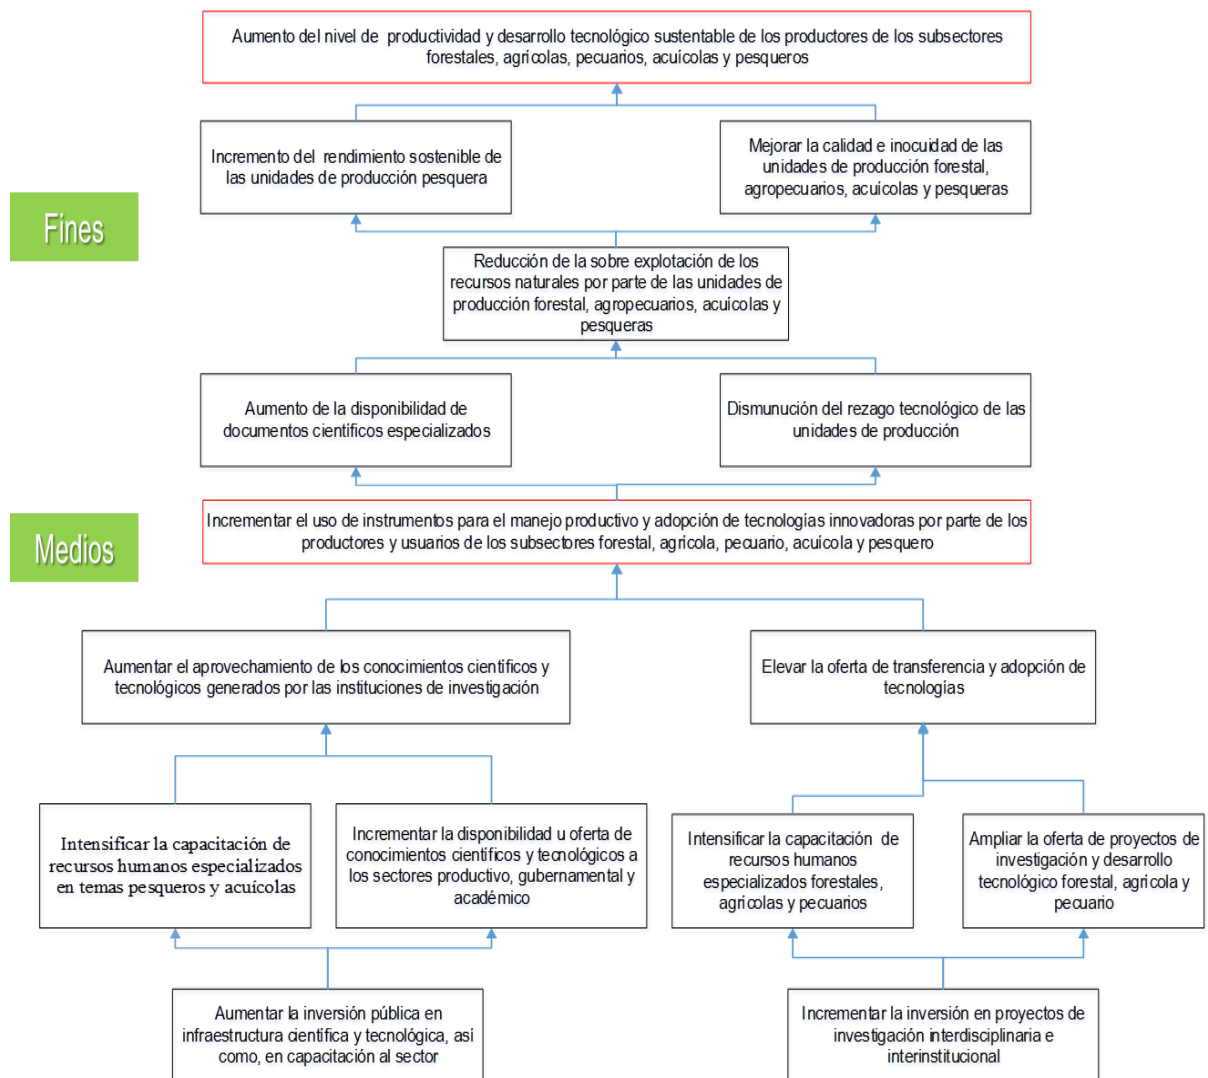 Aumento del nivel de productividad y desarrollo tecnológico sustentable de los productores de los subsectores
forestales, agrícolas, pecuarios, acuícolas y pesqueros
Incremento del rendimiento sostenible de
las unidades de producción pesquera
Mejorar la calidad e inocuidad de las
unidades de producción forestal,
agropecuarios, acuícolas y pesqueras
Fines
Reducción de la sobre explotación de los
recursos naturales por parte de las unidades de
producción forestal, agropecuarios, acuícolas y
pesqueras
Aumento de la disponibilidad de
documentos científicos especializados
Dismunución del rezago tecnológico de las
unidades de producción
Incrementar el uso de instrumentos para el manejo productivo y adopción de tecnologías innovadoras por parte de los
productores y usuarios de los subsectores forestal, agrícola, pecuario, acuícola y pesquero
Medios
Aumentar el aprovechamiento de los conocimientos científicos y
tecnológicos generados por las instituciones de investigación
Elevar la oferta de transferencia y adopción de
tecnologías
Intensificar la capacitación de
recursos humanos especializados
en temas pesqueros y acuícolas
Incrementar la disponibilidad u oferta de
conocimientos científicos y tecnológicos a
los sectores productivo, gubernamental y
académico
Intensificar la capacitación de
recursos humanos
especializados forestales,
agrícolas y pecuarios
Ampliar la oferta de proyectos de
investigación y desarrollo
tecnológico forestal, agrícola y
pecuario
Aumentar la inversión pública en
infraestructura científica y tecnológica, así
como, en capacitación al sector
Incrementar la inversión en proyectos de
investigación interdisciplinaria e
interinstitucional